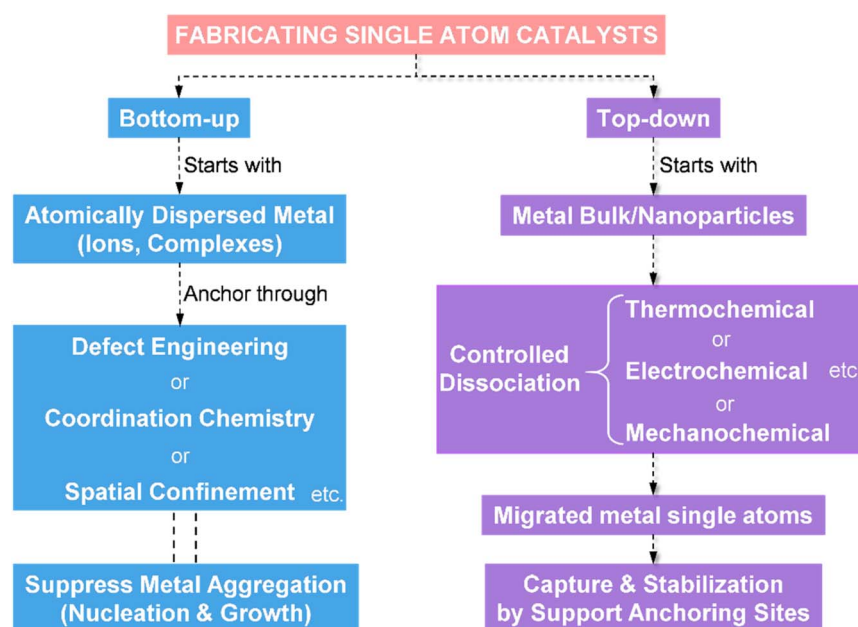 FABRICATING SINGLE ATOM CATALYSTS
Bottom-up
Starts with
Atomically Dispersed Metal
(Ions, Complexes)
Anchor through
Defect Engineering
or
Coordination Chemistry
or
Spatial Confinement etc.
Suppress Metal Aggregation
(Nucleation & Growth)
Top-down
Starts with
Metal Bulk/Nanoparticles
Controlled
Dissociation
Thermochemical
or
Electrochemical etc
or
Mechanochemical
Migrated metal single atoms
Capture & Stabilization
by Support Anchoring Sites